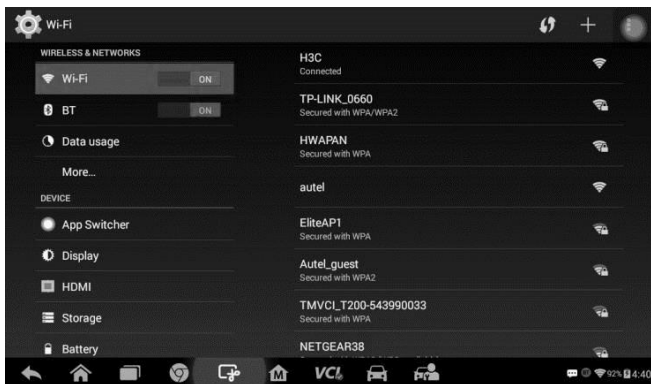 Wi-Fi
WIRELESS & NETWORKS
Wi-Fi
ON
BT
ON
Data usage
More...
DEVICE
App Switcher
Display
HDMI
Storage
Battery
H3C
Connected
TP-LINK_0660
Secured with WPA/WPA2
HWAPAN
Secured with WPA
autel
EliteAP1
Secured with WPA
Autel_guest
Secured with WPA2
TMVCI_T200-543990033
Secured with WPA
NETGEAR38
M
VCI
92% 4:40